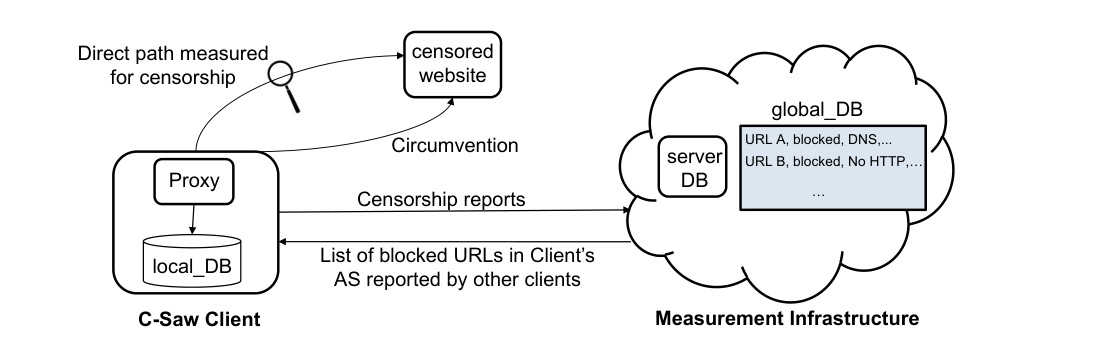 Direct path measured
for censorship
censored
website
Circumvention
Proxy
local_DB
C-Saw Client
Censorship reports
List of blocked URLs in Client’s
AS reported by other clients
global_DB
server
DB
URL A, blocked, DNS,...
URL B, blocked, No HTTP,...
...
Measurement Infrastructure